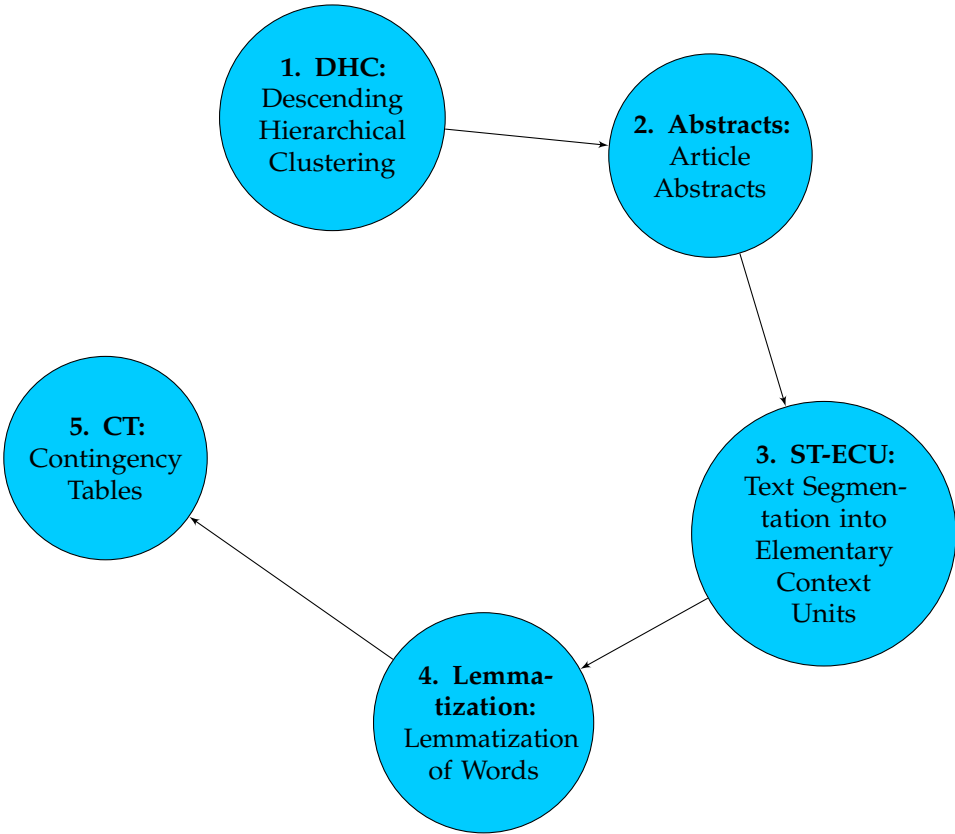 1. DHC:
Descending
Hierarchical
Clustering
2. Abstracts:
Article
Abstracts
3. ST-ECU:
Text Segmen-
tation into
Elementary
Context
Units
4. Lemma-
tization:
Lemmatization
of Words
5. CT:
Contingency
Tables